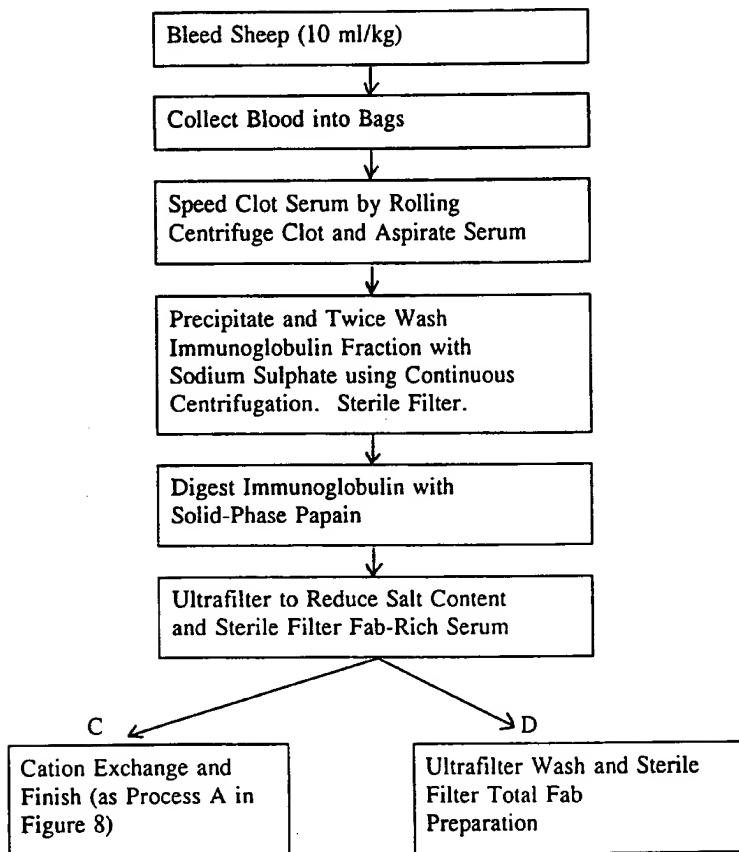 Bleed Sheep (10 ml/kg)
Collect Blood into Bags
Speed Clot Serum by Rolling
Centrifuge Clot and Aspirate Serum
Precipitate and Twice Wash
Immunoglobulin Fraction with
Sodium Sulphate using Continuous
Centrifugation. Sterile Filter.
Digest Immunoglobulin with
Solid-Phase Papain
Ultrafilter to Reduce Salt Content
and Sterile Filter Fab-Rich Serum
C
Cation Exchange and
Finish (as Process A in
Figure 8)
D
Ultrafilter Wash and Sterile
Filter Total Fab
Preparation